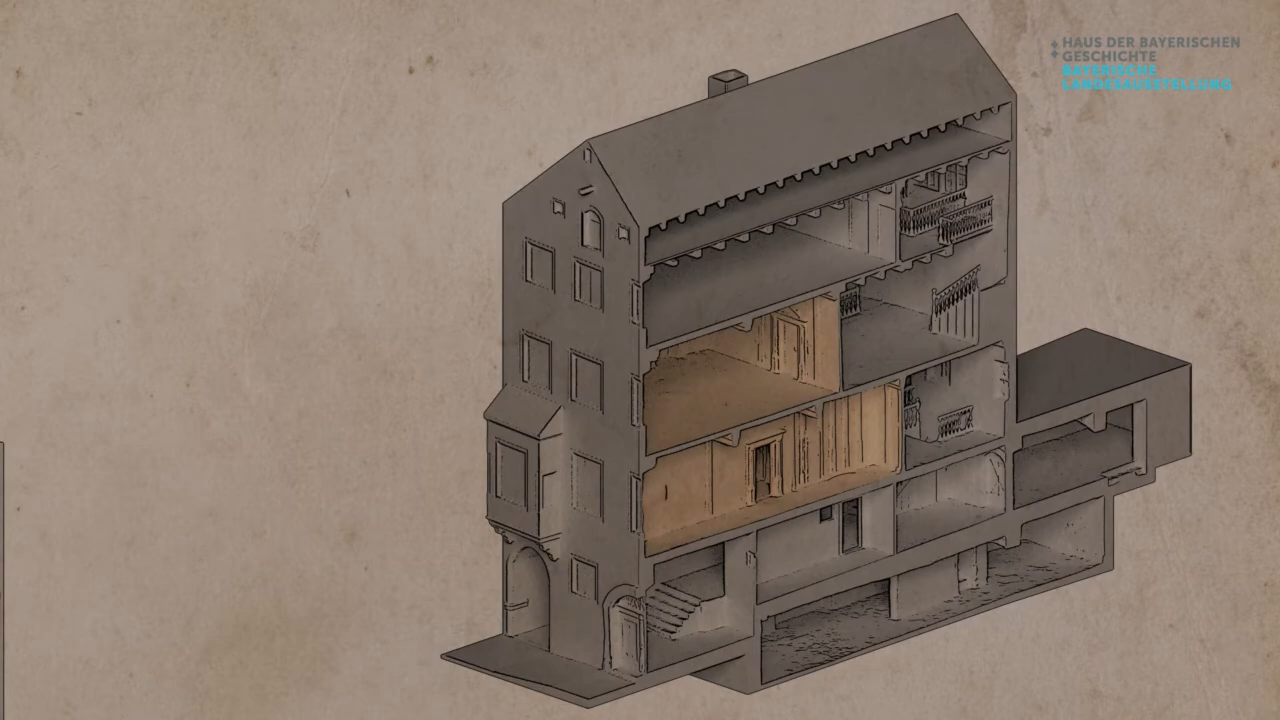 HAUS DER BAYERISCHEN
GESCHICHTE
BAYERISCHE
LANDESAUSSTELLUNG